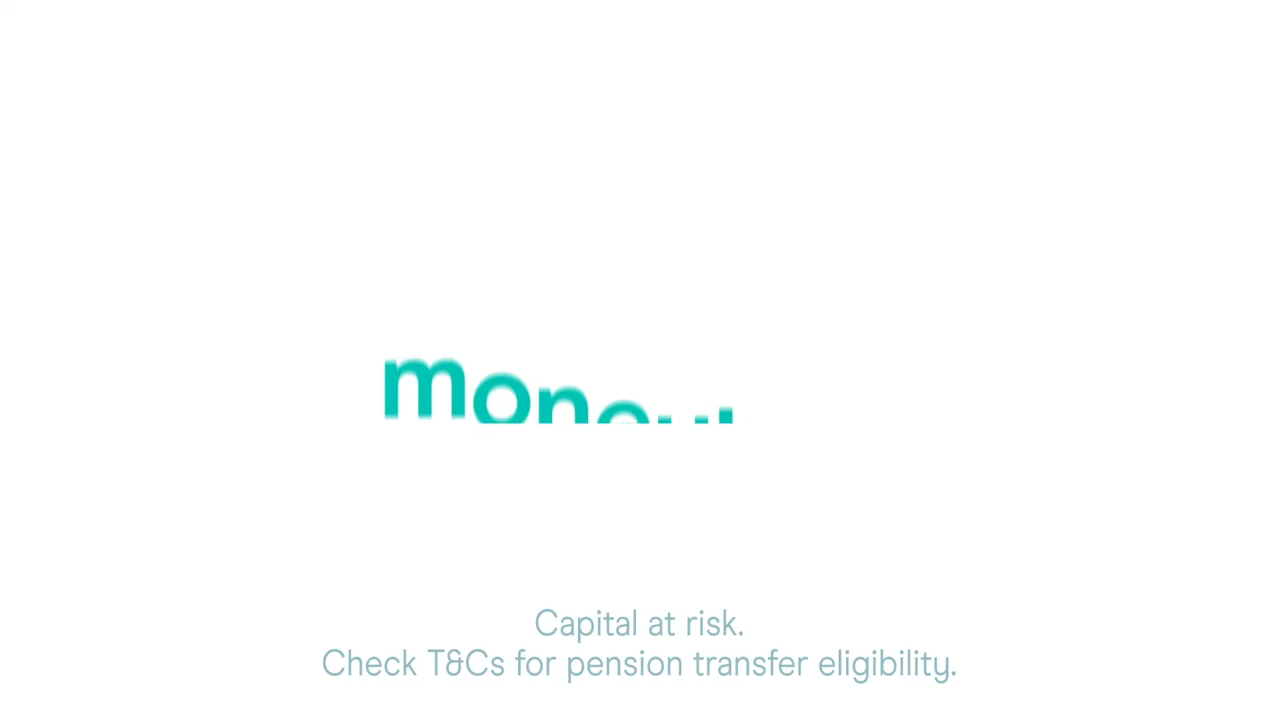 Capital at risk.
Check T&Cs for pension transfer eligibility.